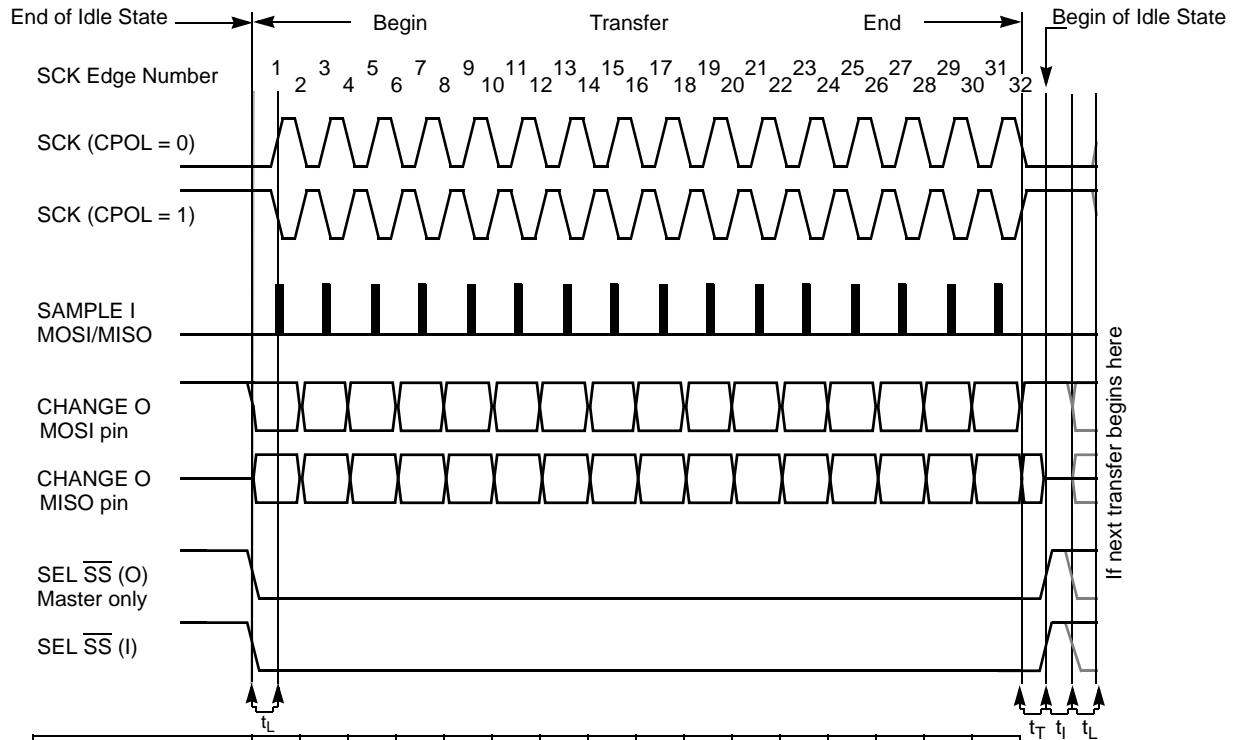 End of Idle State
Begin
Transfer
End
Begin of Idle State
SCK Edge Number
1 2 3 4 5 6 7 8 9 10 11 12 13 14 15 16 17 18 19 20 21 22 23 24 25 26 27 28 29 30 31 32
SCK (CPOL = 0)
SCK (CPOL = 1)
SAMPLE I
MOSI/MISO
CHANGE O
MOSI pin
CHANGE O
MISO pin
SEL SS (O)
Master only
SEL SS (I)
If next transfer begins here
tL
tT tI tL